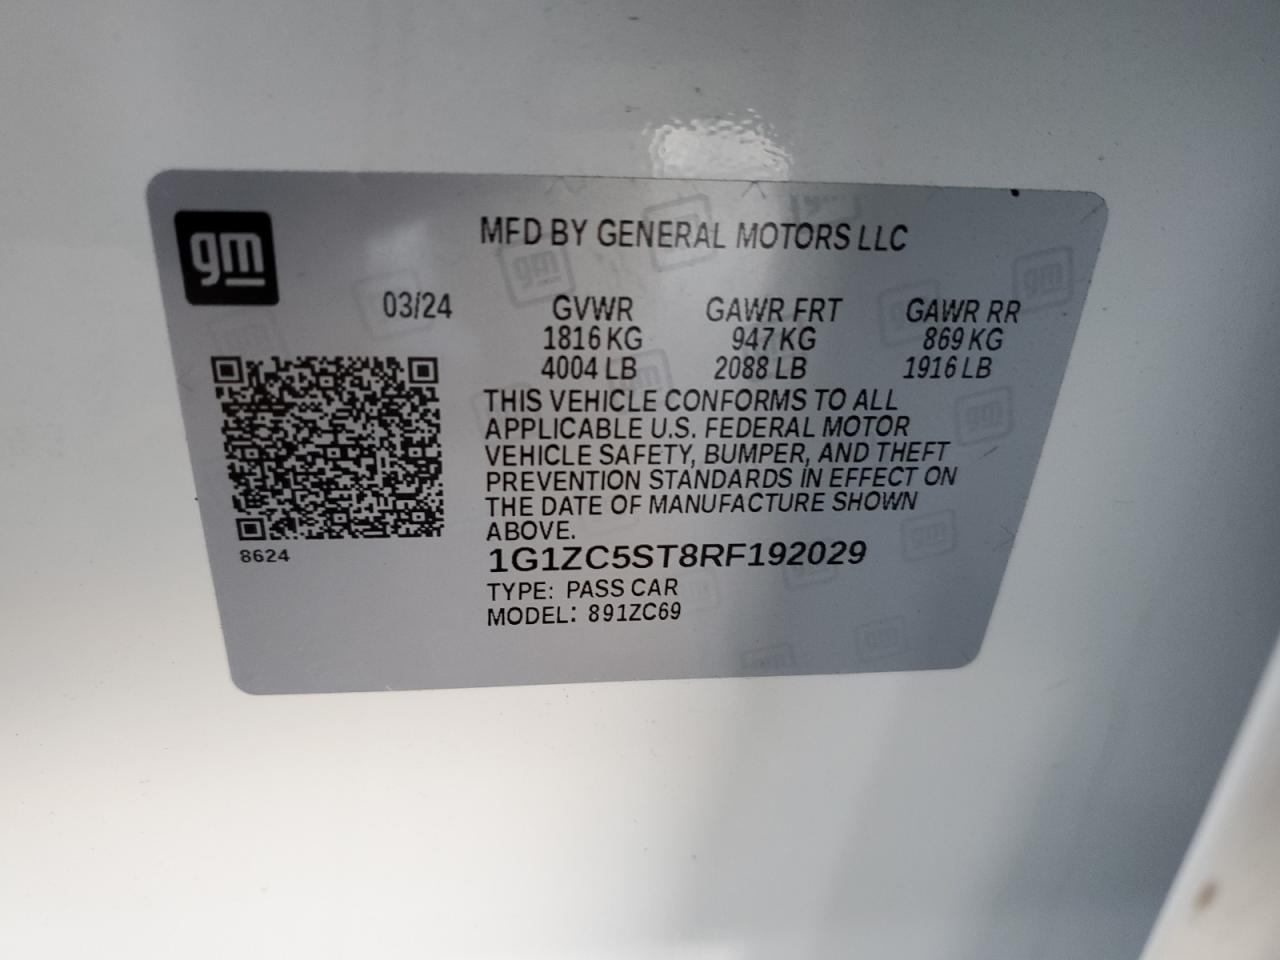 gm
MFD BY GENERAL MOTORS LLC
03/24 GVWR GAWR FRT GAWR RR
1816 KG 947 KG 869 KG
4004 LB 2088 LB 1916 LB
THIS VEHICLE CONFORMS TO ALL
APPLICABLE U.S. FEDERAL MOTOR
VEHICLE SAFETY, BUMPER, AND THEFT
PREVENTION STANDARDS IN EFFECT ON
THE DATE OF MANUFACTURE SHOWN
ABOVE.
8624
1G1ZC5ST8RF192029
TYPE: PASS CAR
MODEL: 891ZC69